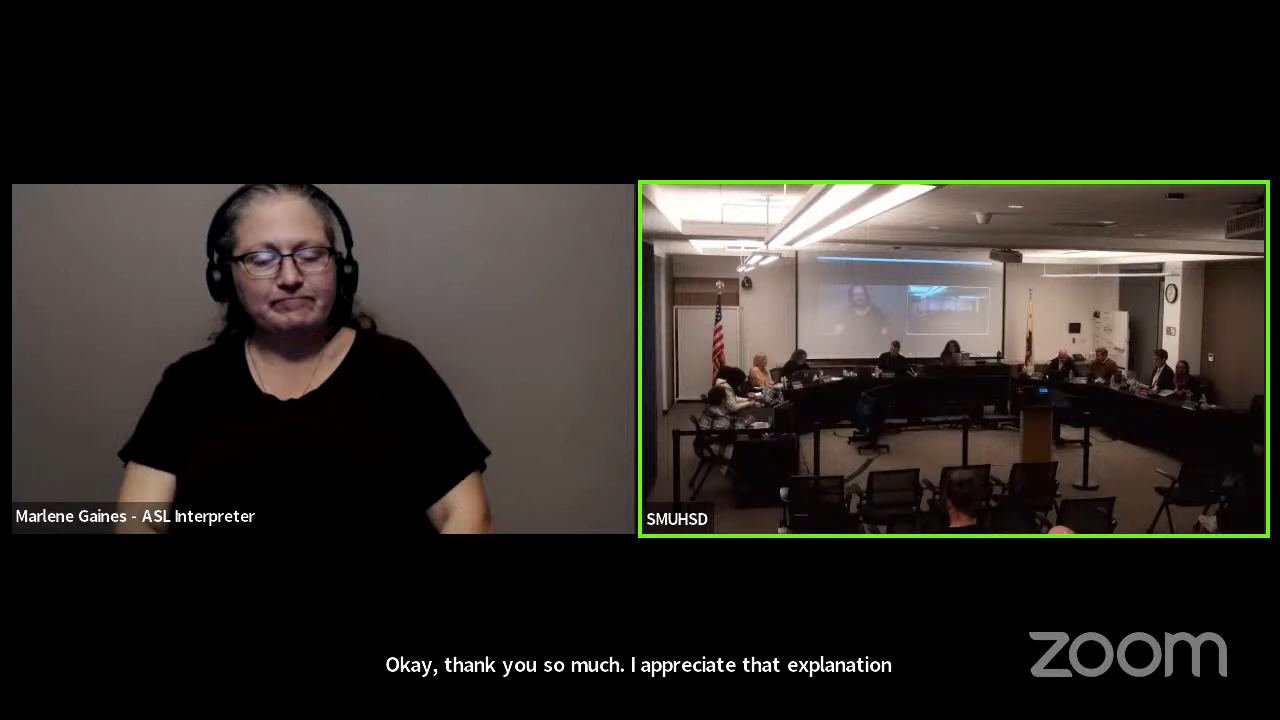 Marlene Gaines - ASL Interpreter
SMUHSD
Okay, thank you so much. I appreciate that explanation
zoom